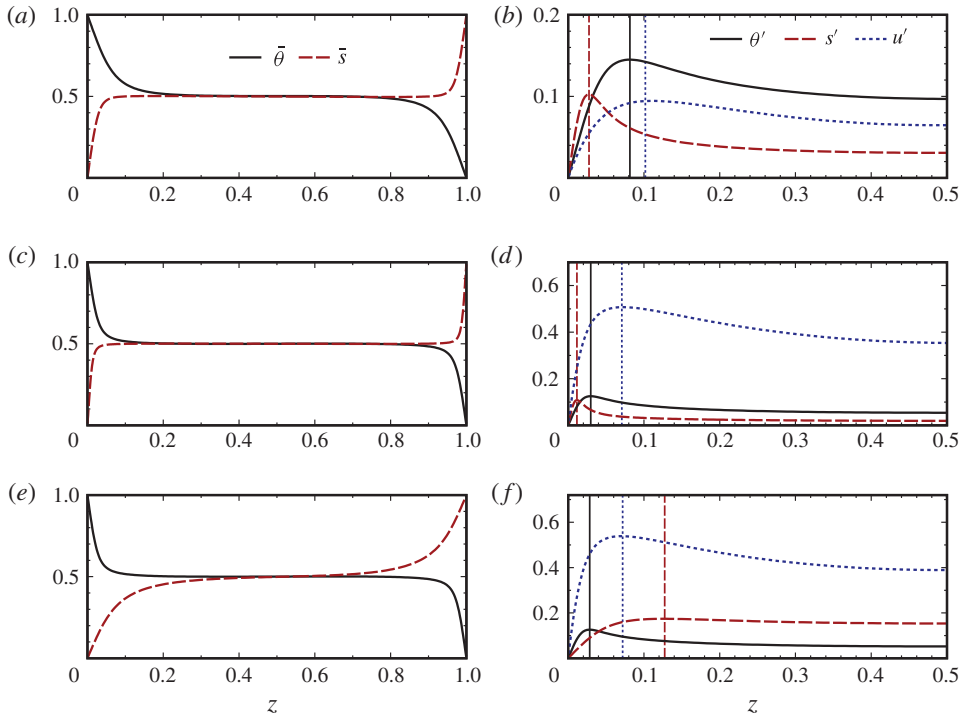 (a) 1.0 0.5 0 0.2 0.4 0.6 0.8 1.0 θ̄ s̄
(b) 0.2 0.1 0 0.1 0.2 0.3 0.4 0.5 θ′ s′ u′
(c) 1.0 0.5 0 0.2 0.4 0.6 0.8 1.0
(d) 0.6 0.4 0.2 0 0.1 0.2 0.3 0.4 0.5
(e) 1.0 0.5 0 0.2 0.4 0.6 0.8 1.0
z
(f) 0.6 0.4 0.2 0 0.1 0.2 0.3 0.4 0.5
z